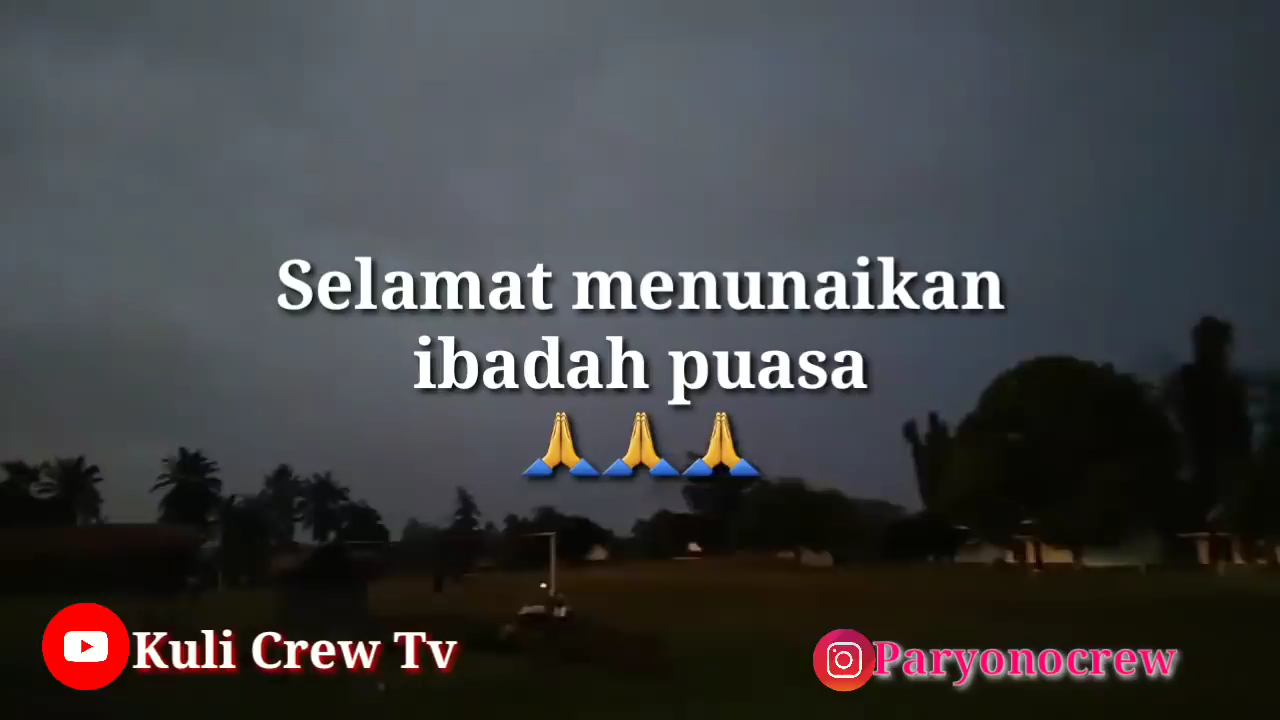 Selamat menunaikan
ibadah puasa
🙏🙏🙏
Kuli Crew Tv
Paryonocrew